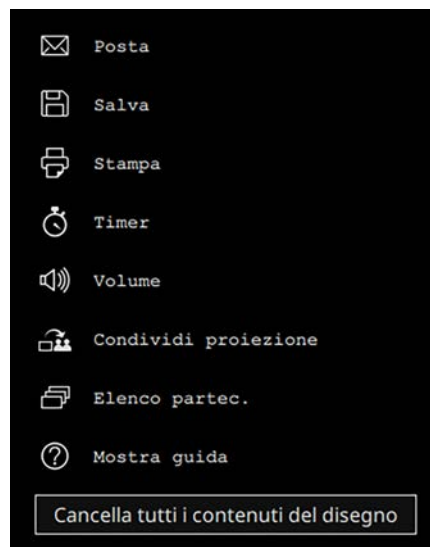 Posta
Salva
Stampa
Timer
Volume
Condividi proiezione
Elenco partec.
Mostra guida
Cancella tutti i contenuti del disegno